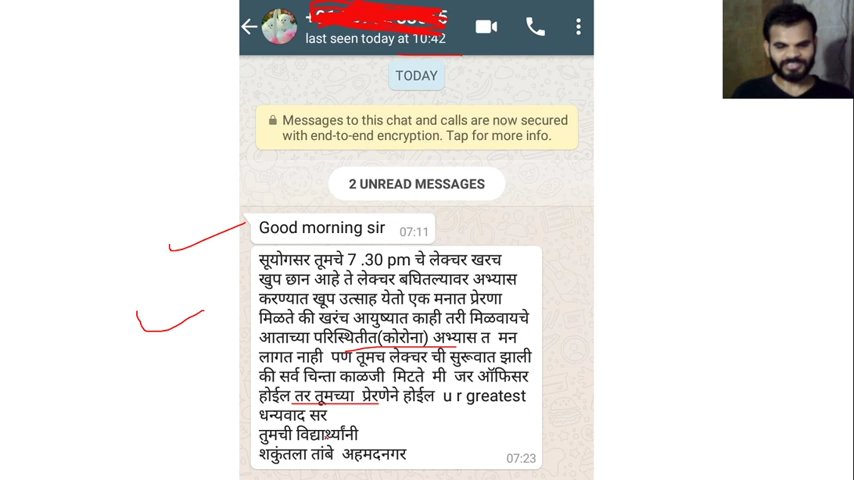 last seen today at 10:42
TODAY
Messages to this chat and calls are now secured
with end-to-end encryption. Tap for more info.
2 UNREAD MESSAGES
Good morning sir
07:11
सूयोगसर तूमचे 7 .30 pm चे लेक्चर खरच
खुप छान आहे ते लेक्चर बघितल्यावर अभ्यास
करण्यात खूप उत्साह येतो एक मनात प्रेरणा
मिळते की खरंच आयुष्यात काही तरी मिळवायचे
आताच्या परिस्थितीत(कोरोना) अभ्यास त मन
लागत नाही पण तूमच लेक्चर ची सुरूवात झाली
की सर्व चिन्ता काळजी मिटते मी जर ऑफिसर
होईल तर तूमच्या प्रेरणेने होईल u r greatest
धन्यवाद सर
तुमची विद्यार्थ्यांनी
शकुंतला तांबे अहमदनगर
07:23